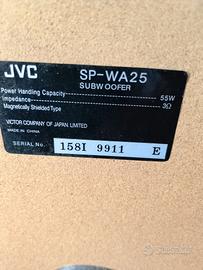 JVC SP-WA25
SUBWOOFER
Power Handling Capacity 55W
Impedance 3Ω
Magnetically Shielded Type
VICTOR COMPANY OF JAPAN, LIMITED
MADE IN CHINA
SERIAL No. 158I 9911 E
subito